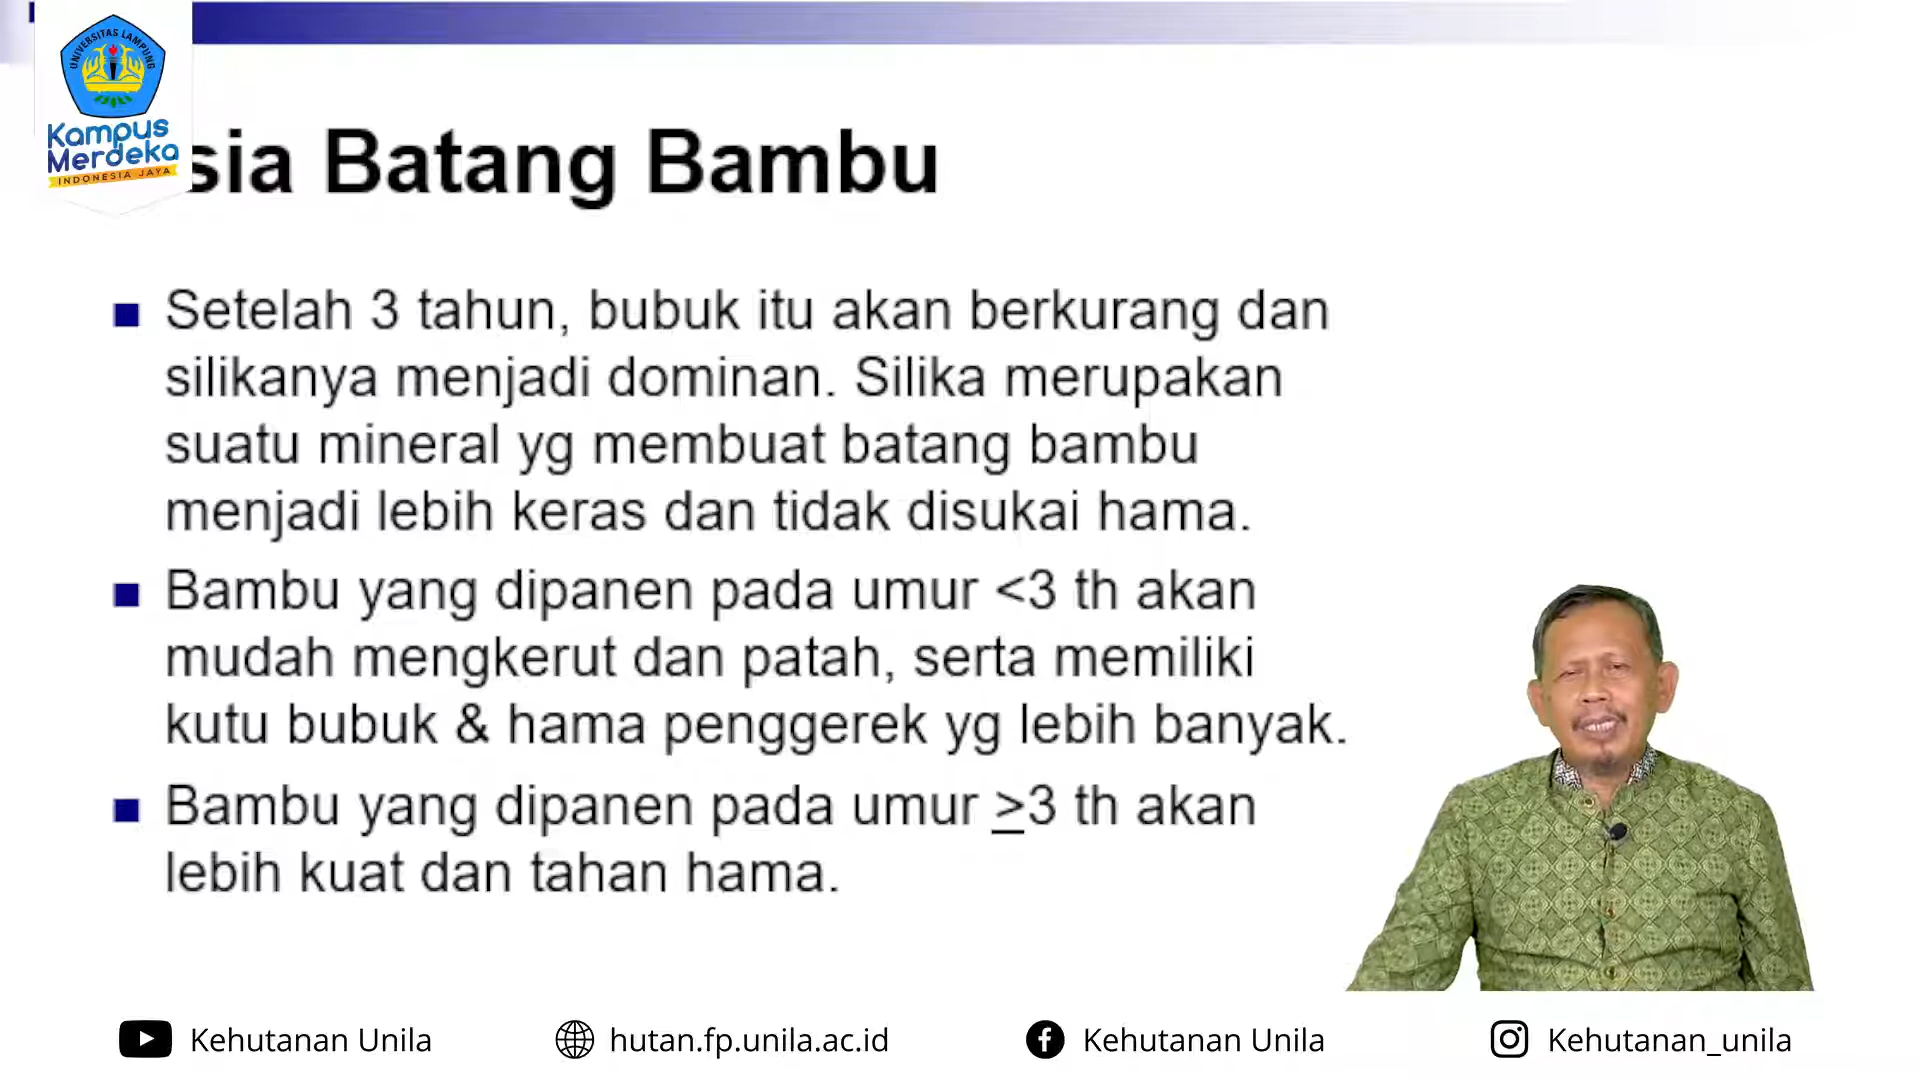 UNIVERSITAS LAMPUNG
Kampus
Merdeka
INDONESIA JAYA
sia Batang Bambu
Setelah 3 tahun, bubuk itu akan berkurang dan
silikanya menjadi dominan. Silika merupakan
suatu mineral yg membuat batang bambu
menjadi lebih keras dan tidak disukai hama.
Bambu yang dipanen pada umur <3 th akan
mudah mengkerut dan patah, serta memiliki
kutu bubuk & hama penggerek yg lebih banyak.
Bambu yang dipanen pada umur >3 th akan
lebih kuat dan tahan hama.
Kehutanan Unila
hutan.fp.unila.ac.id
Kehutanan Unila
Kehutanan_unila